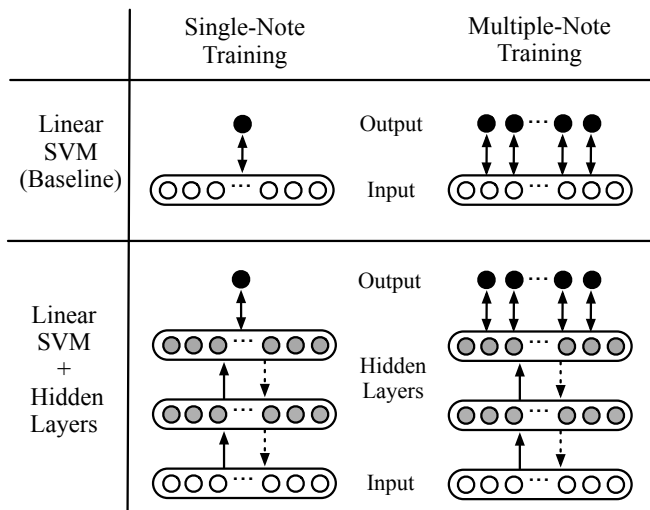 Single-Note
Training
Multiple-Note
Training
Linear
SVM
(Baseline)
Output
Input
...
...
...
Linear
SVM
+
Hidden
Layers
Output
Hidden
Layers
Input
...
...
...
...
...
...
...